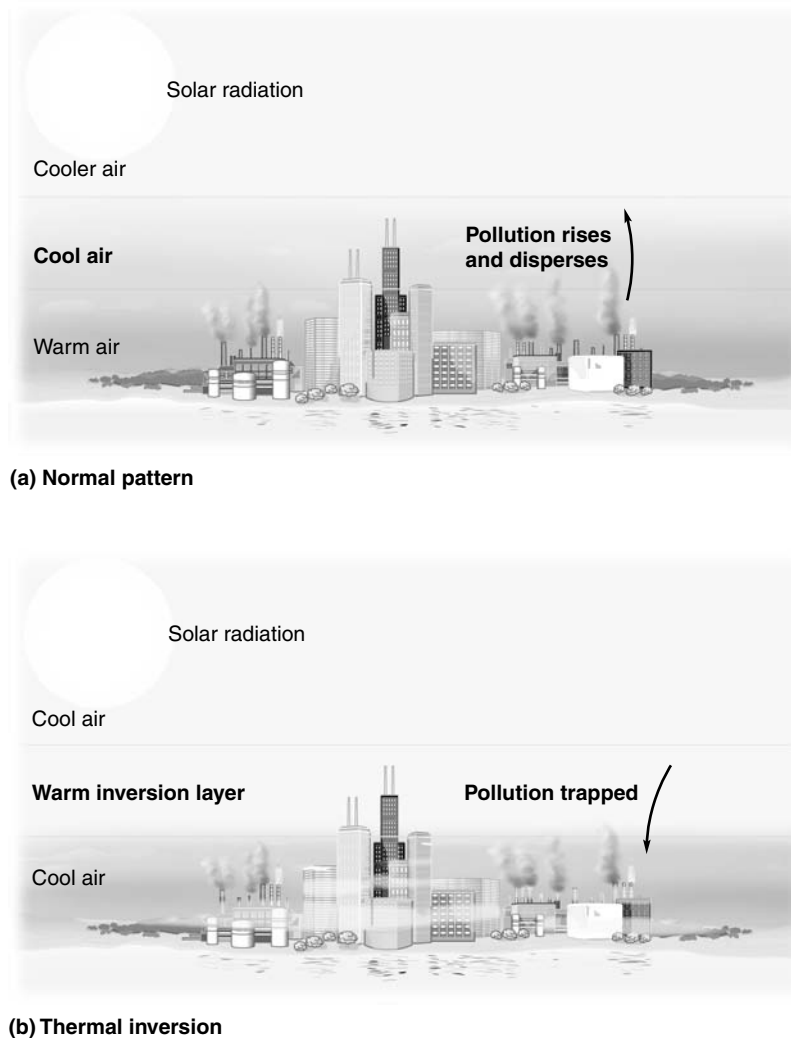 Solar radiation
Cooler air
Cool air
Pollution rises
and disperses
Warm air
(a) Normal pattern
Solar radiation
Cool air
Warm inversion layer
Pollution trapped
Cool air
(b) Thermal inversion